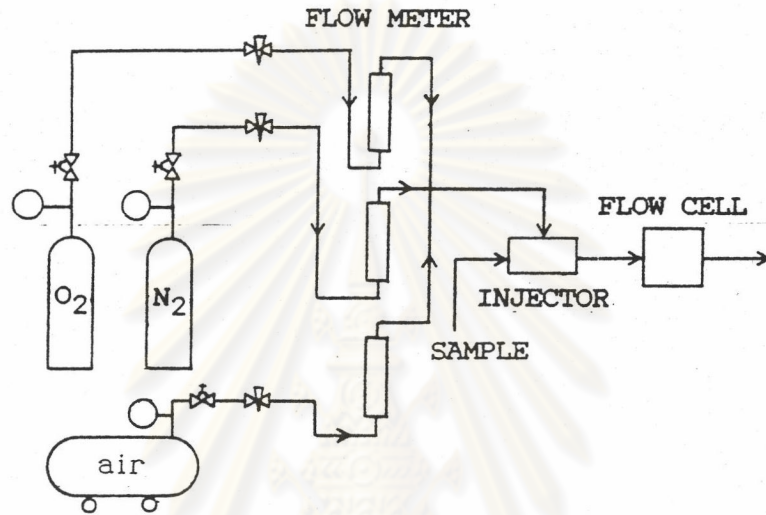 FLOW METER
FLOW CELL
O2
N2
INJECTOR
SAMPLE
air